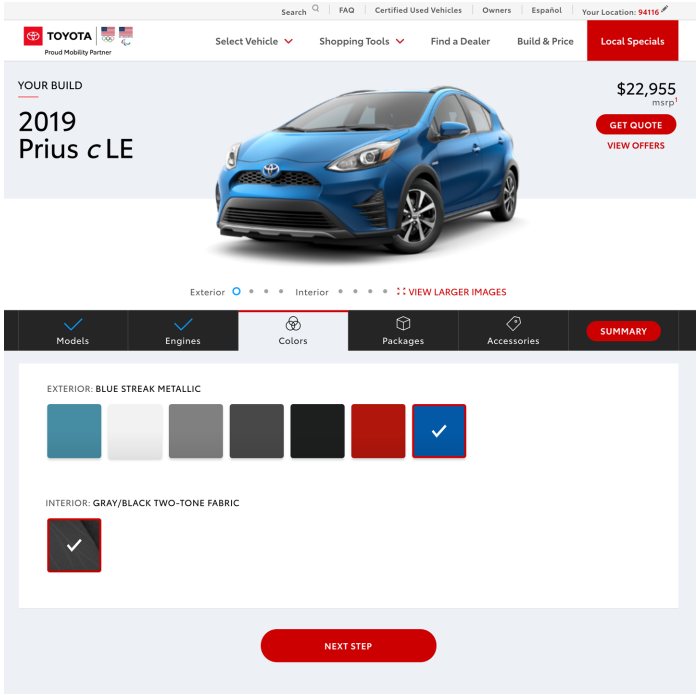 Search FAQ Certified Used Vehicles Owners Español Your Location: 94116
TOYOTA
Proud Mobility Partner
Select Vehicle Shopping Tools Find a Dealer Build & Price Local Specials
YOUR BUILD
2019
Prius c LE
$22,955
msrp1
GET QUOTE
VIEW OFFERS
Exterior Interior VIEW LARGER IMAGES
Models Engines Colors Packages Accessories SUMMARY
EXTERIOR: BLUE STREAK METALLIC
INTERIOR: GRAY/BLACK TWO-TONE FABRIC
NEXT STEP